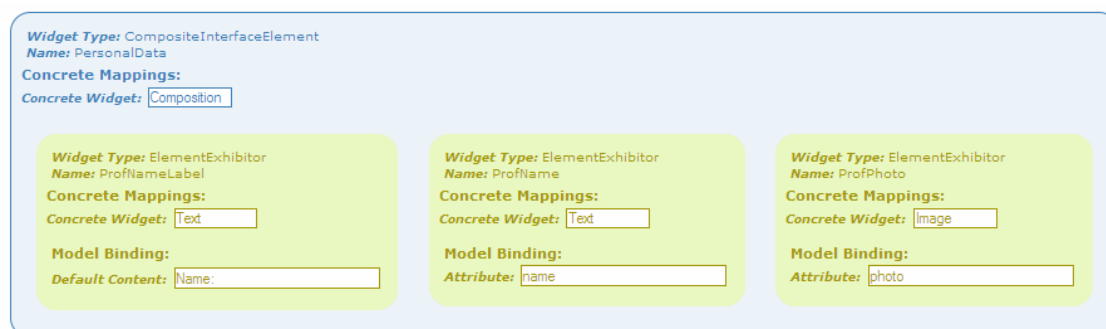 Widget Type: CompositeInterfaceElement
Name: PersonalData
Concrete Mappings:
Concrete Widget: Composition
Widget Type: ElementExhibitor
Name: ProfNameLabel
Concrete Mappings:
Concrete Widget: Text
Model Binding:
Default Content: Name:
Widget Type: ElementExhibitor
Name: ProfName
Concrete Mappings:
Concrete Widget: Text
Model Binding:
Attribute: name
Widget Type: ElementExhibitor
Name: ProfPhoto
Concrete Mappings:
Concrete Widget: Image
Model Binding:
Attribute: photo